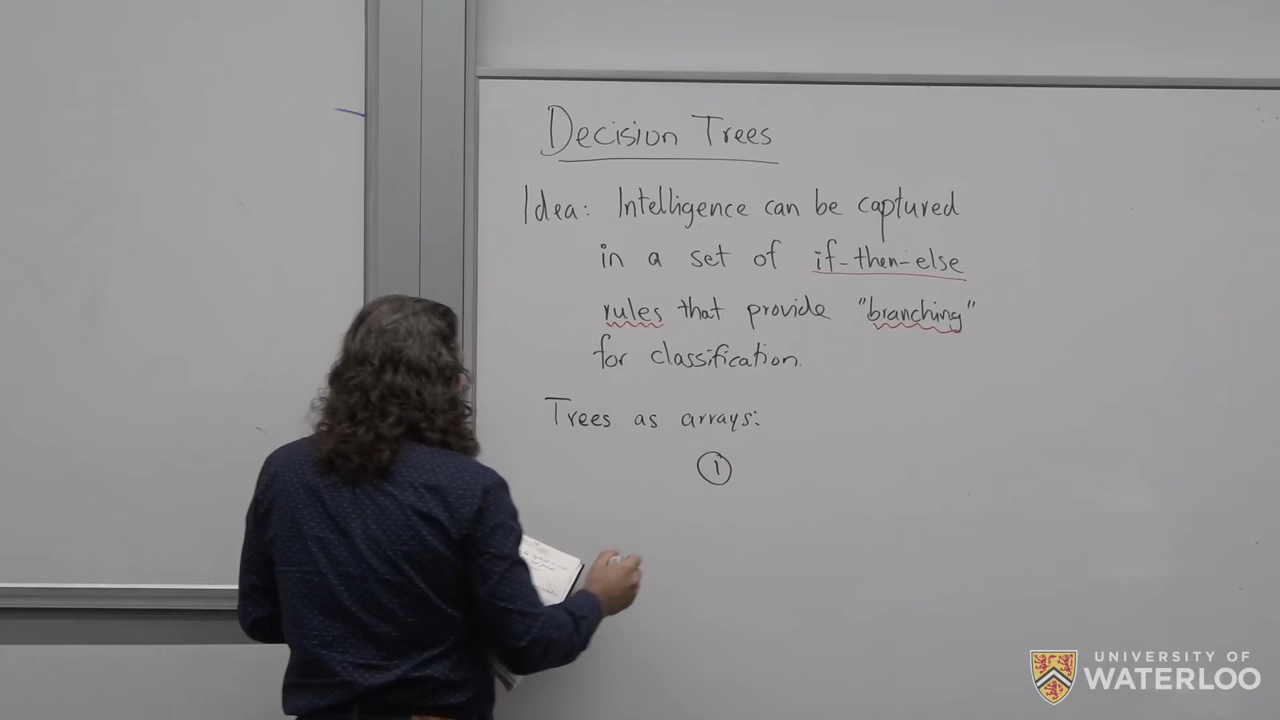 Decision Trees
Idea: Intelligence can be captured
in a set of if-then-else
rules that provide "branching"
for classification.
Trees as arrays:
1
UNIVERSITY OF
WATERLOO